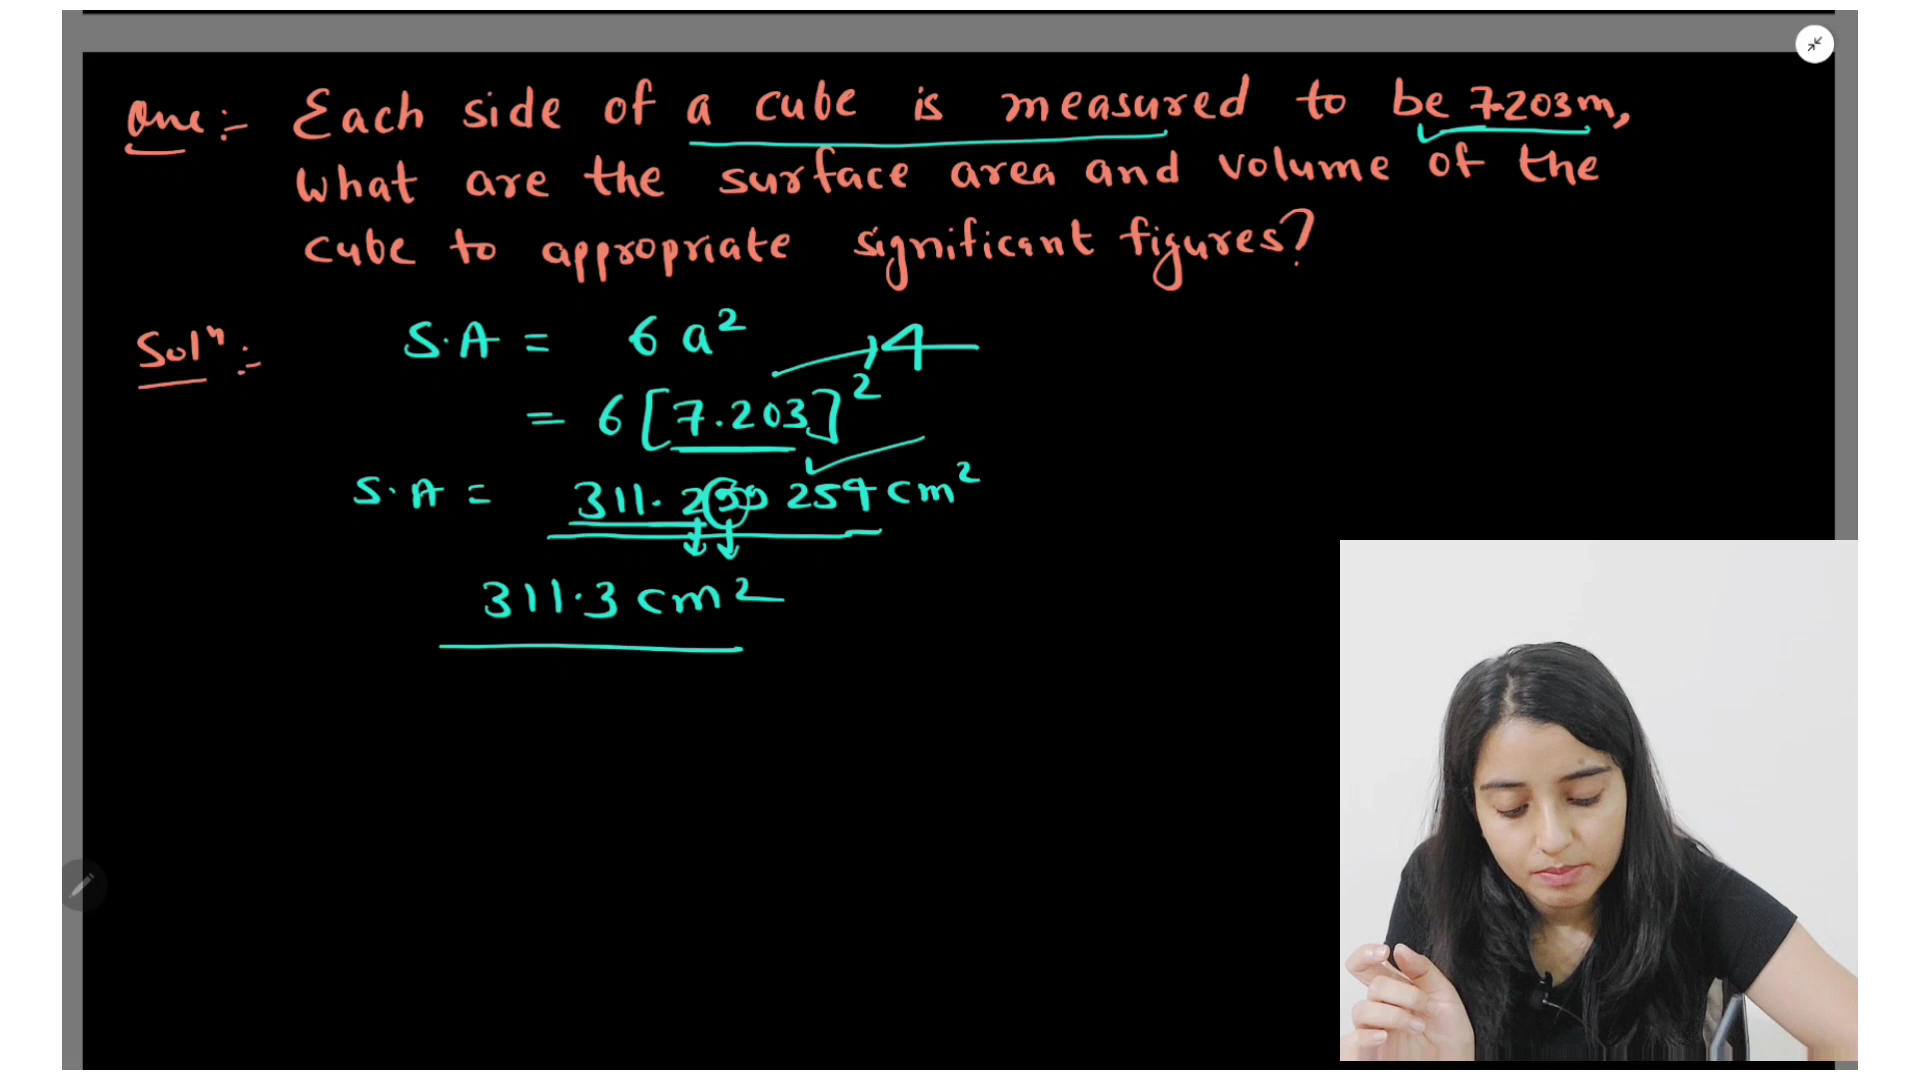 Que:- Each side of a cube is measured to be 7.203m,
what are the surface area and volume of the
cube to appropriate significant figures?
Solⁿ:- S.A = 6 a² → 4
= 6 [7.203]²
S.A = 311.299 254 cm²
311.3 cm²